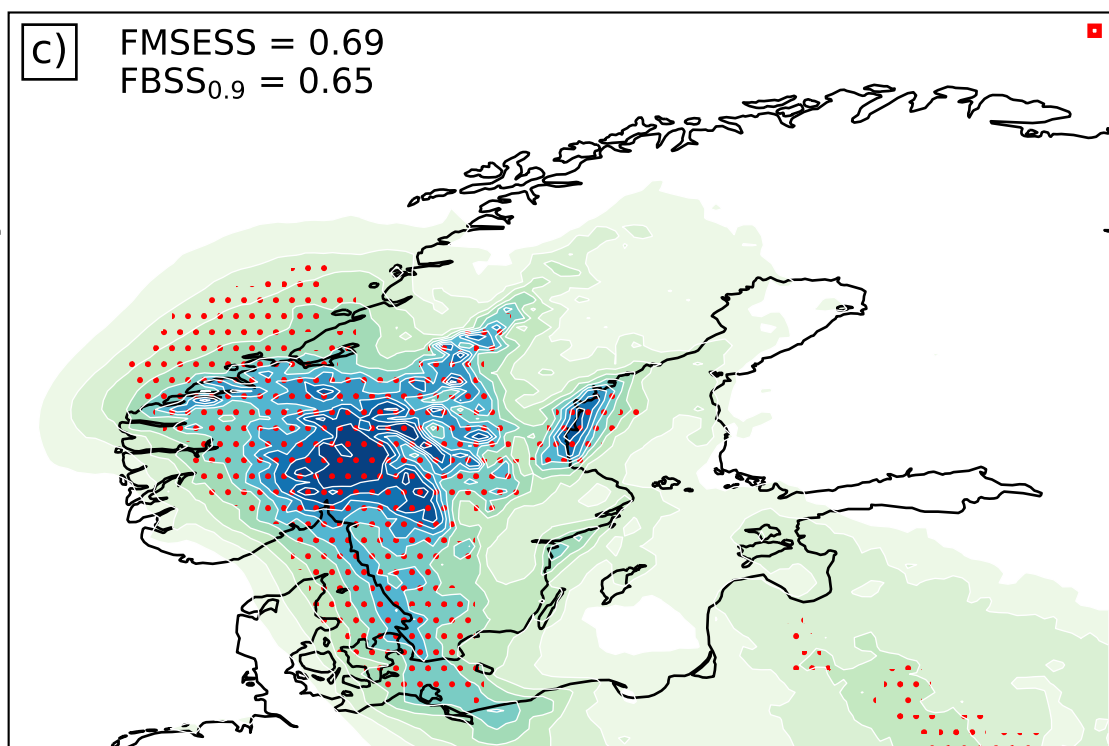 c)
FMSESS = 0.69
FBSS₀.₉ = 0.65